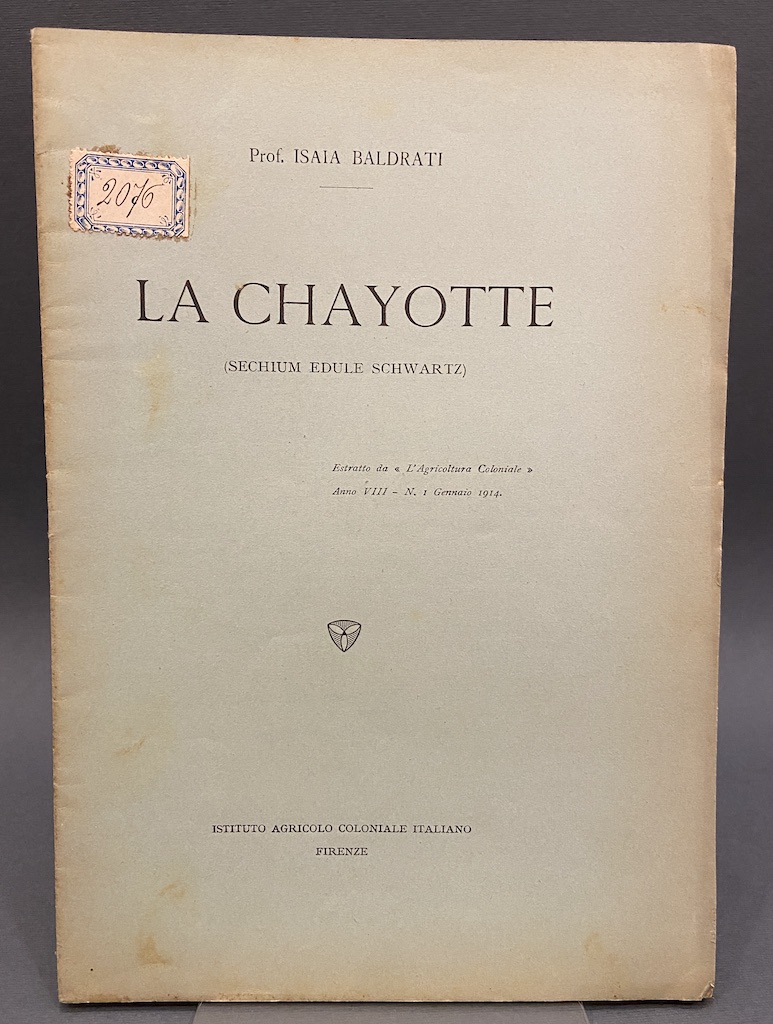 Prof. ISAIA BALDRATI
2076
LA CHAYOTTE
(SECHIUM EDULE SCHWARTZ)
Estratto da « L'Agricoltura Coloniale »
Anno VIII – N. 1 Gennaio 1914.
ISTITUTO AGRICOLO COLONIALE ITALIANO
FIRENZE